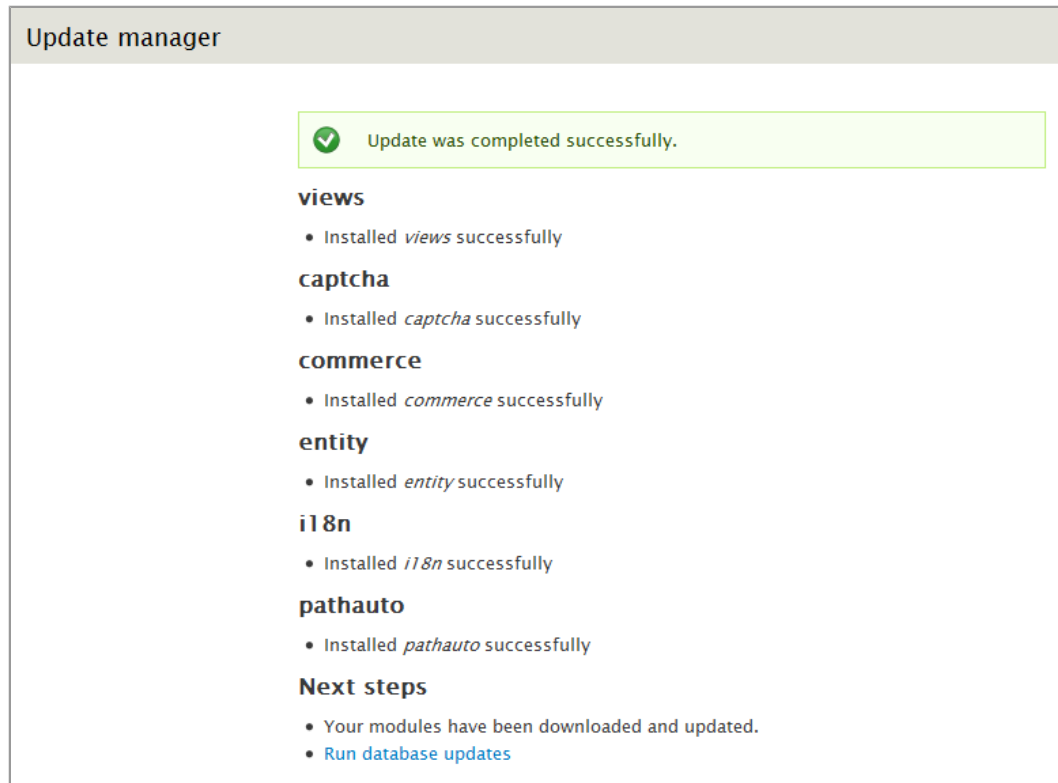 Update manager
Update was completed successfully.
views
• Installed views successfully
captcha
• Installed captcha successfully
commerce
• Installed commerce successfully
entity
• Installed entity successfully
i18n
• Installed i18n successfully
pathauto
• Installed pathauto successfully
Next steps
• Your modules have been downloaded and updated.
• Run database updates